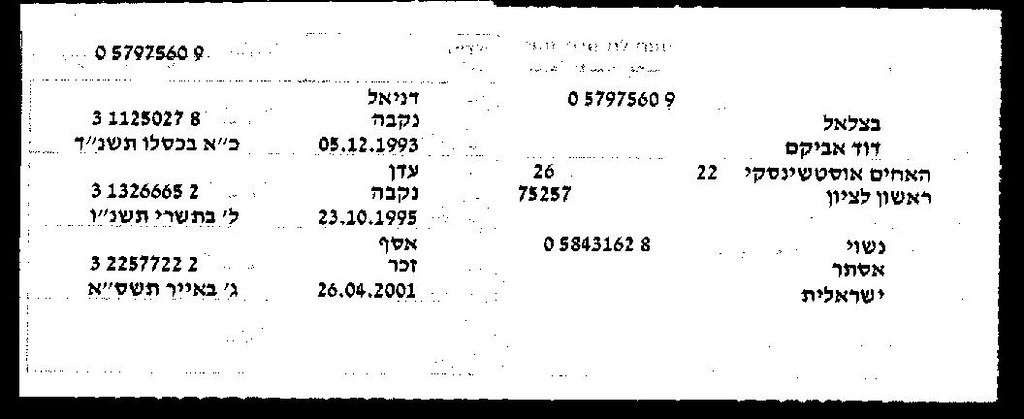 0 5797560 9
בצלאל
דוד אביקם
האחים אוסטשינסקי 22 26
ראשון לציון 75257
נשוי 0 5843162 8
אסתר
ישראלית
0 5797560 9
דניאל
נקבה 3 1125027 8
05.12.1993 כ״א בכסלו תשנ״ד
עדן
נקבה 3 1326665 2
23.10.1995 ל׳ בתשרי תשנ״ו
אסף
זכר 3 2257722 2
26.04.2001 ג׳ באייר תשס״א